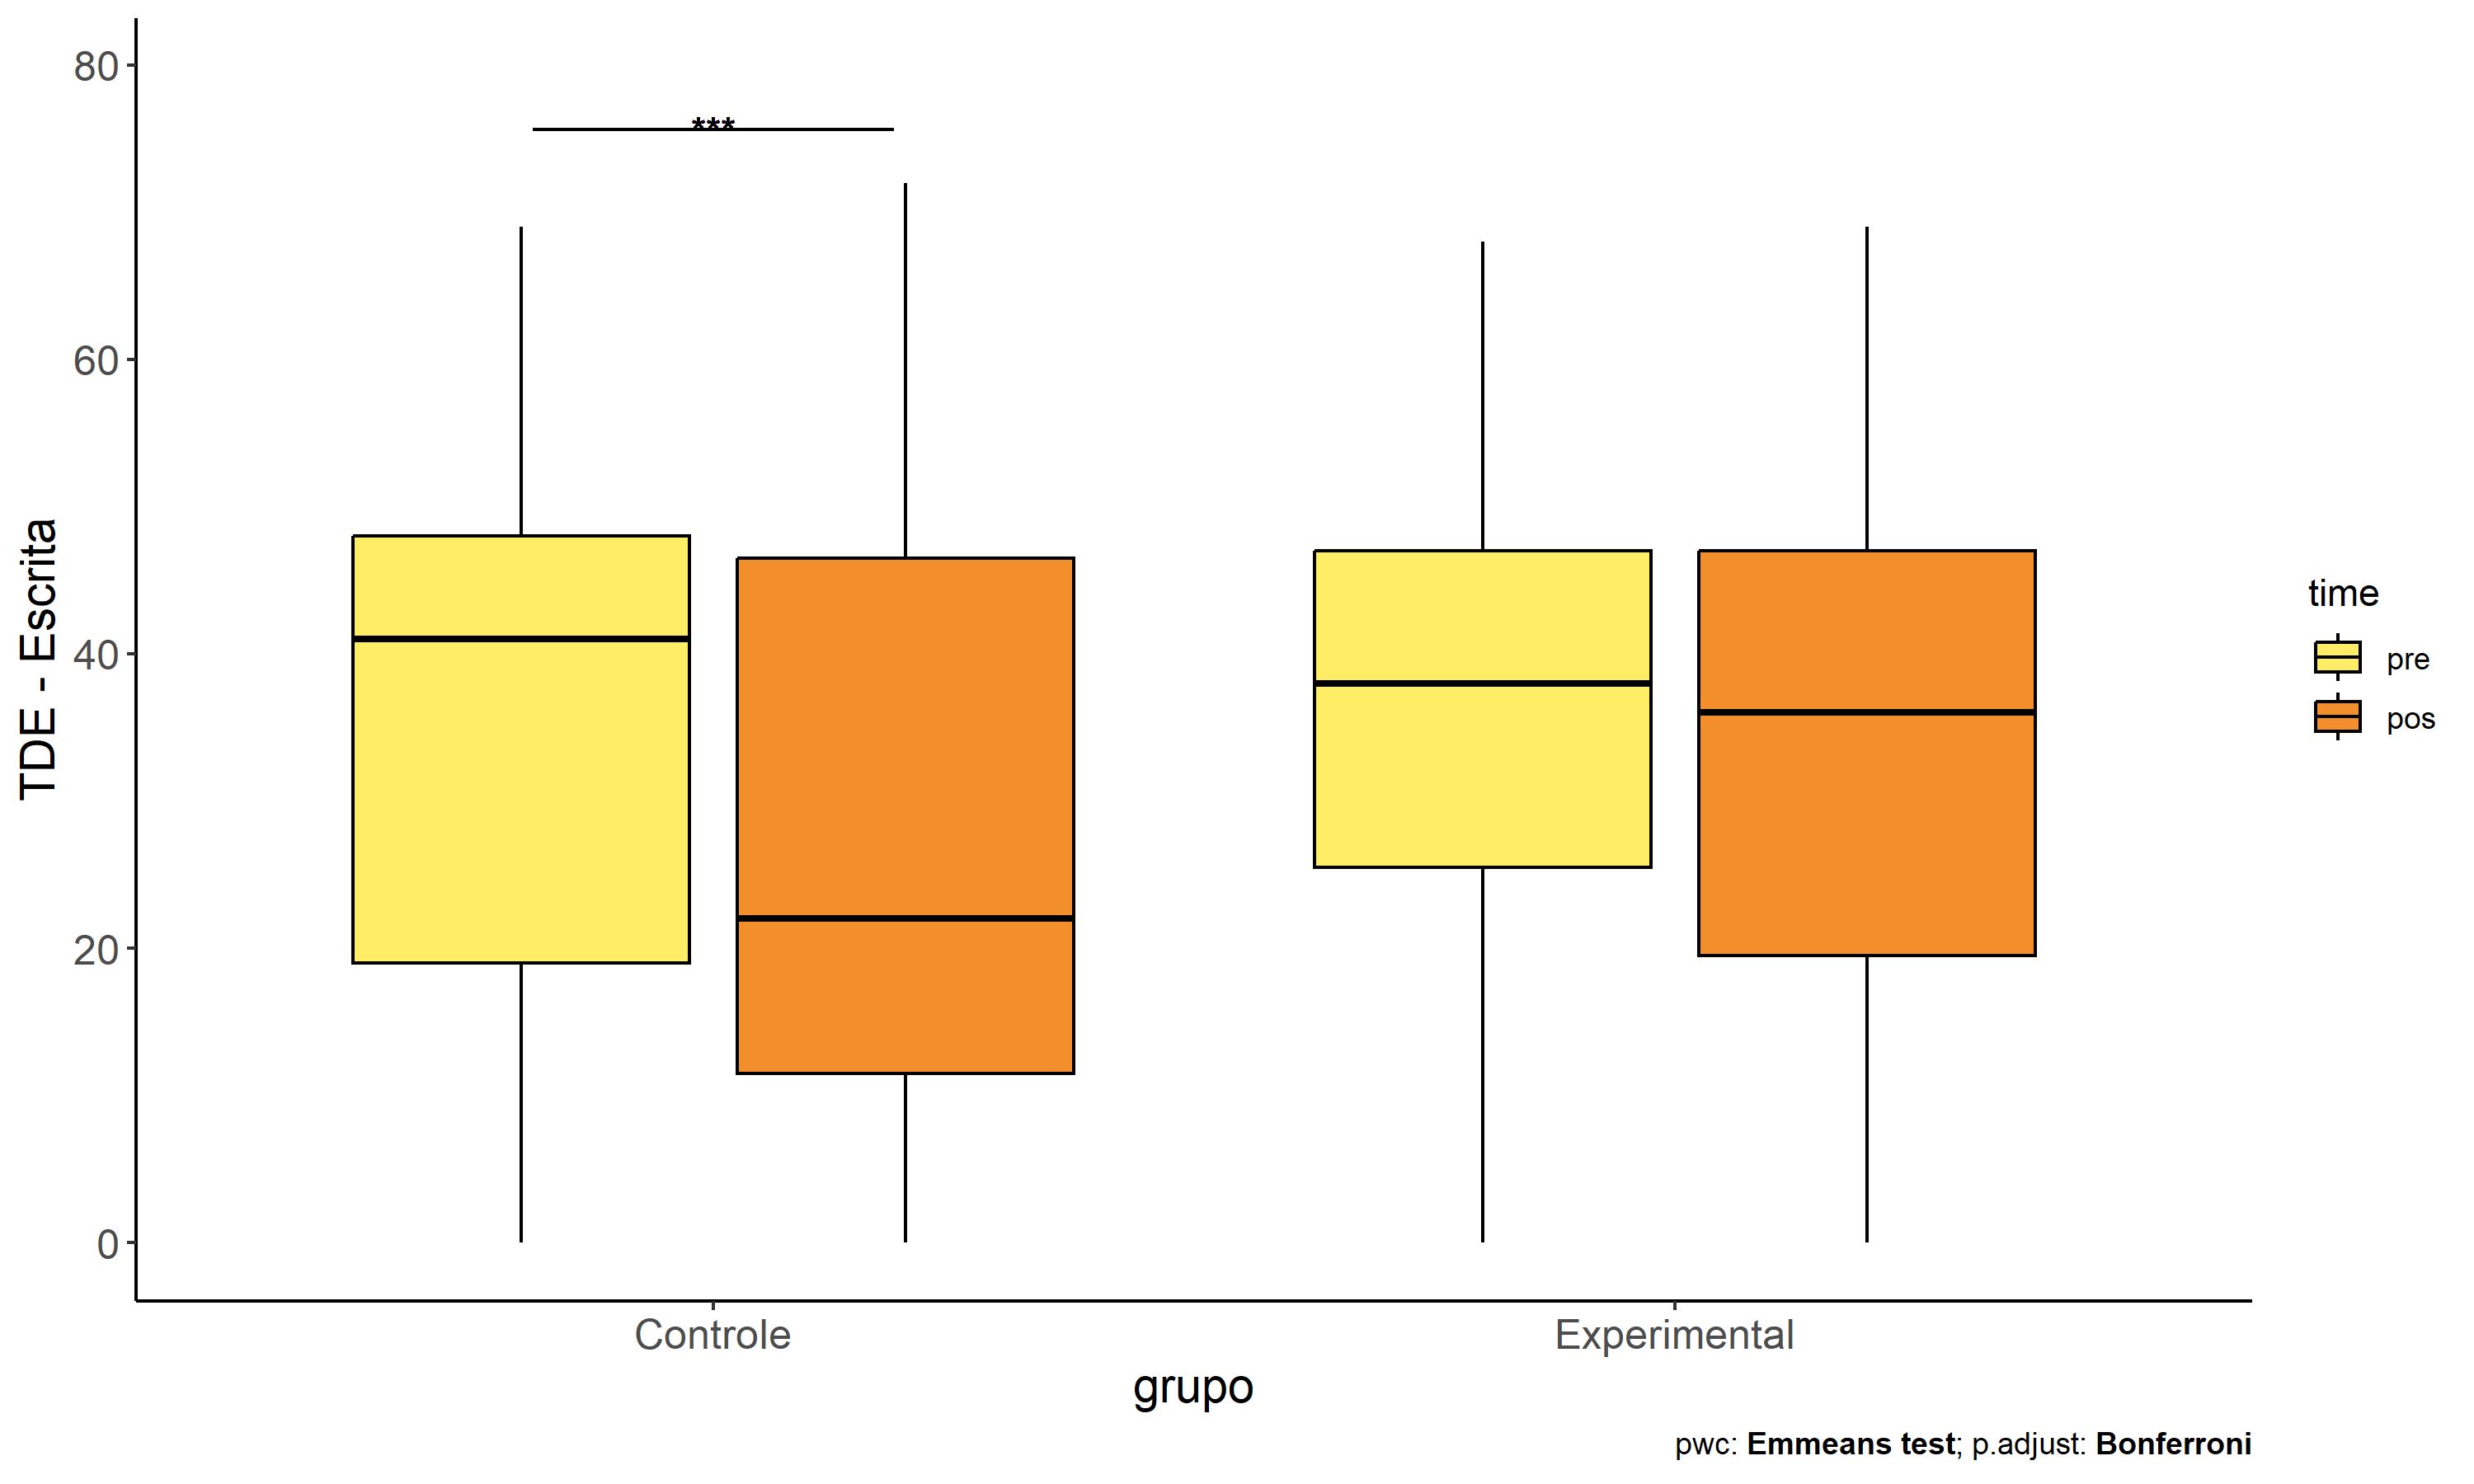 80
60
40
20
0
TDE - Escrita
***
Controle
Experimental
grupo
time
pre
pos
pwc: Emmeans test; p.adjust: Bonferroni